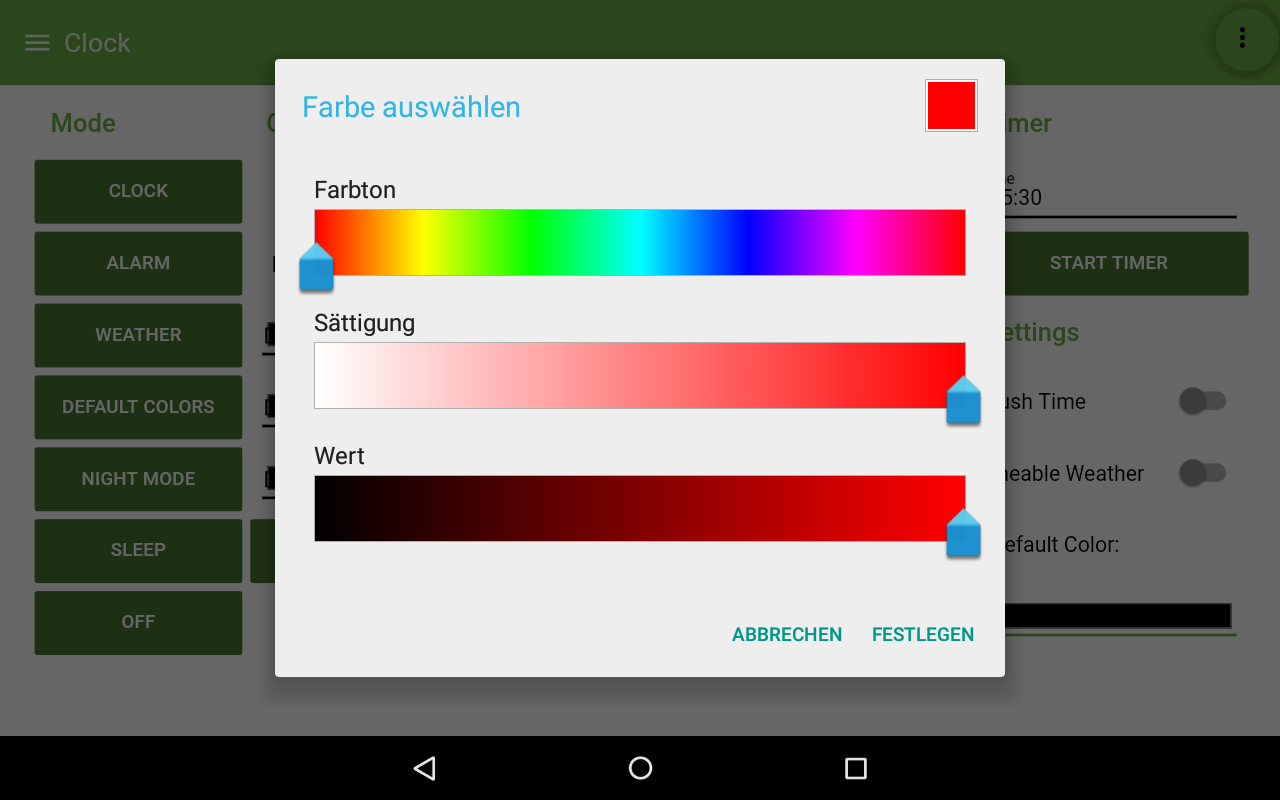 Clock
Mode
CLOCK
ALARM
WEATHER
DEFAULT COLORS
NIGHT MODE
SLEEP
OFF
Farbe auswählen
Farbton
Sättigung
Wert
ABBRECHEN FESTLEGEN
mer
5:30
START TIMER
ettings
ush Time
neable Weather
efault Color: